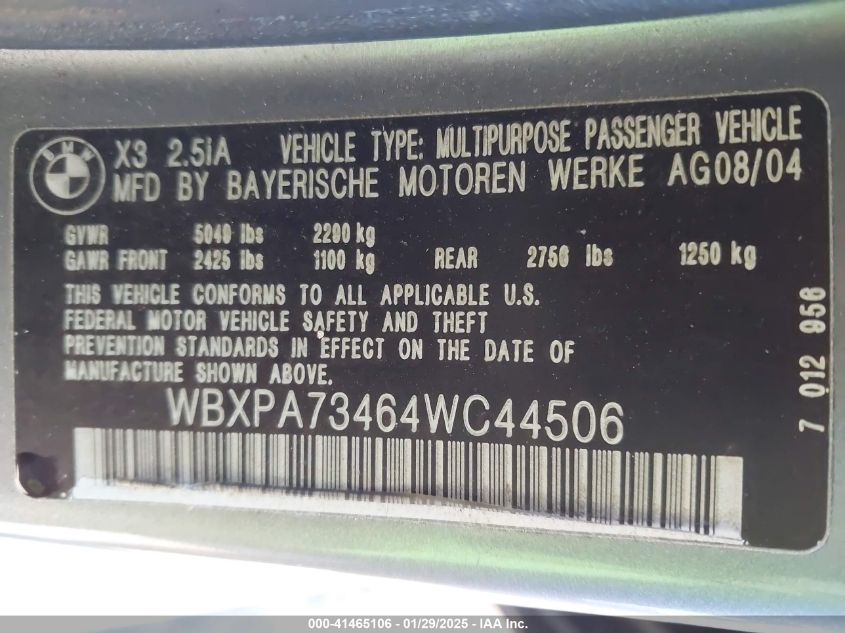 BMW
X3 2.5iA VEHICLE TYPE: MULTIPURPOSE PASSENGER VEHICLE
MFD BY BAYERISCHE MOTOREN WERKE AG08/04
GVWR 5040 lbs 2290 kg
GAWR FRONT 2425 lbs 1100 kg REAR 2756 lbs 1250 kg
THIS VEHICLE CONFORMS TO ALL APPLICABLE U.S.
FEDERAL MOTOR VEHICLE SAFETY AND THEFT
PREVENTION STANDARDS IN EFFECT ON THE DATE OF
MANUFACTURE SHOWN ABOVE.
WBXPA73464WC44506
7 012 956
000-41465106 - 01/29/2025 - IAA Inc.